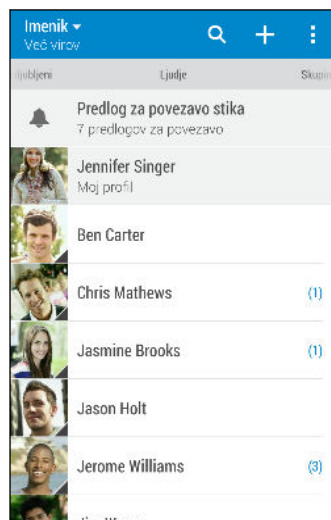 Imenik
Več virov
ljubljeni Ljudje Skupin
Predlog za povezavo stika
7 predlogov za povezavo
Jennifer Singer
Moj profil
Ben Carter
Chris Mathews (1)
Jasmine Brooks (1)
Jason Holt
Jerome Williams (3)